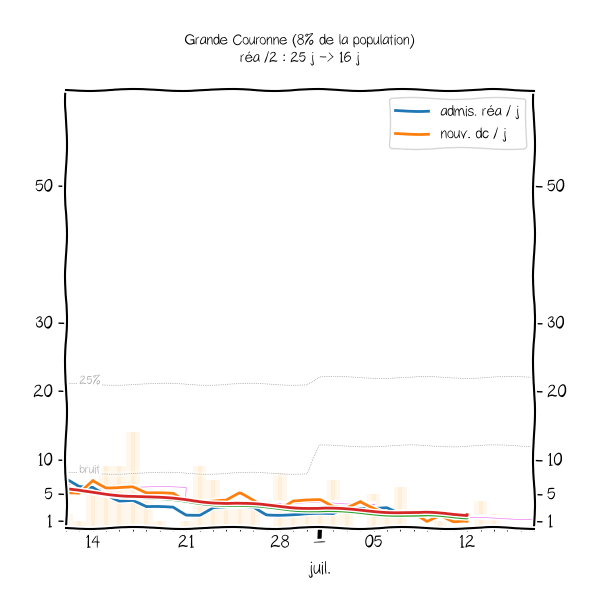 Grande Couronne (8% de la population)
réa /2 : 25 j -> 16 j
admis. réa / j
nouv. dc / j
50 50
30 30
25%
20 20
bruit
10 10
5 5
1 1
14 21 28 1 05 12
juil.